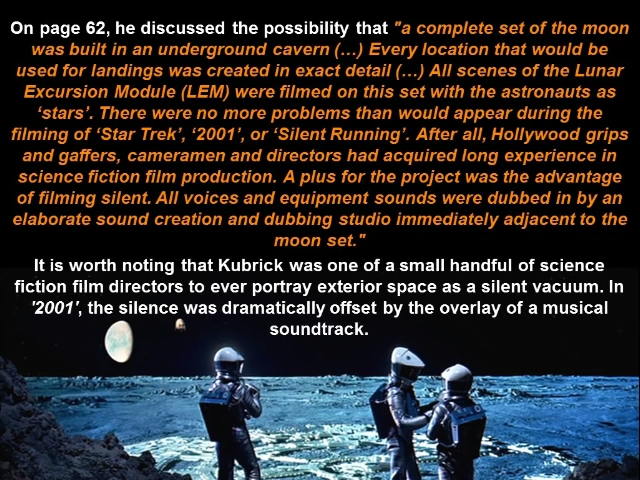 On page 62, he discussed the possibility that "a complete set of the moon
was built in an underground cavern (…) Every location that would be
used for landings was created in exact detail (…) All scenes of the Lunar
Excursion Module (LEM) were filmed on this set with the astronauts as
‘stars’. There were no more problems than would appear during the
filming of ‘Star Trek’, ‘2001’, or ‘Silent Running’. After all, Hollywood grips
and gaffers, cameramen and directors had acquired long experience in
science fiction film production. A plus for the project was the advantage
of filming silent. All voices and equipment sounds were dubbed in by an
elaborate sound creation and dubbing studio immediately adjacent to the
moon set."
It is worth noting that Kubrick was one of a small handful of science
fiction film directors to ever portray exterior space as a silent vacuum. In
'2001', the silence was dramatically offset by the overlay of a musical
soundtrack.